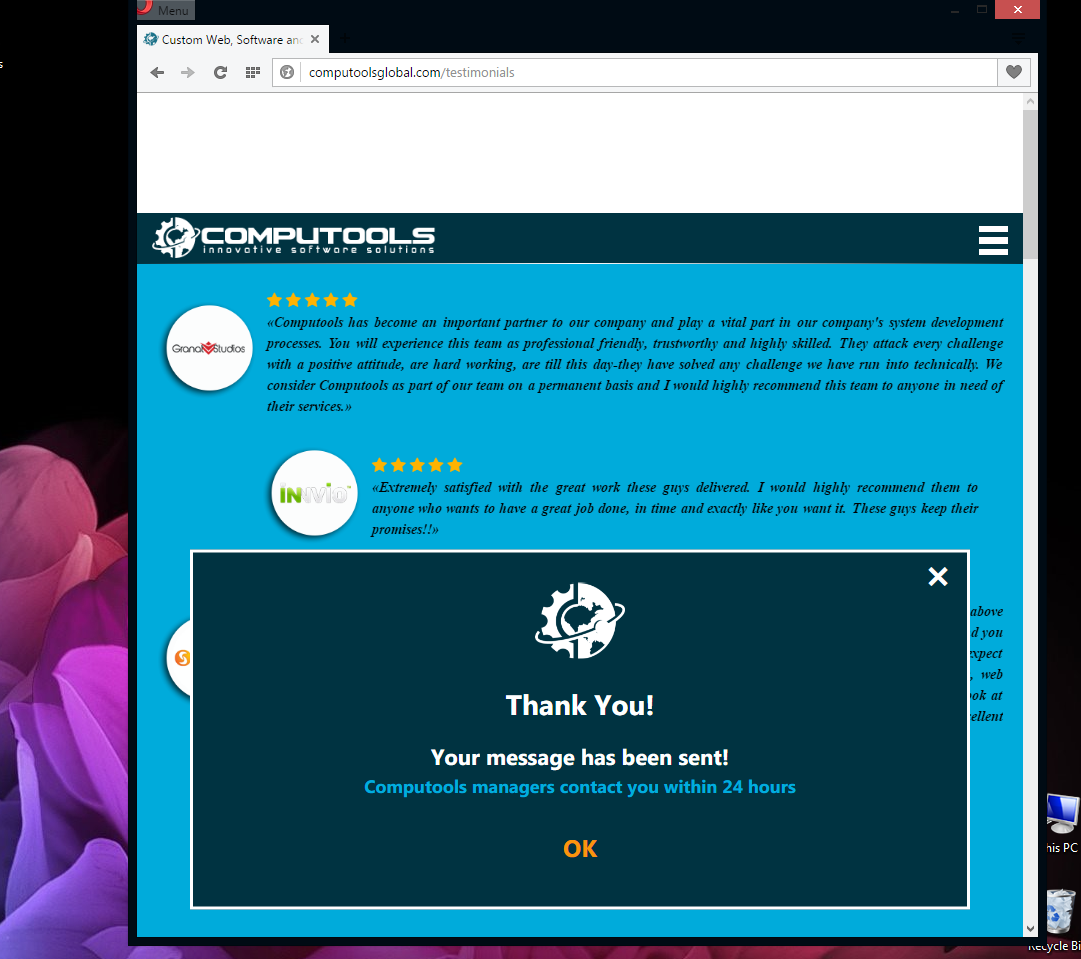 s
Menu
Custom Web, Software and
computoolsglobal.com/testimonials
COMPUTOOLS
innovative software solutions
Grana Studios
«Computools has become an important partner to our company and play a vital part in our company's system development
processes. You will experience this team as professional friendly, trustworthy and highly skilled. They attack every challenge
with a positive attitude, are hard working, are till this day-they have solved any challenge we have run into technically. We
consider Computools as part of our team on a permanent basis and I would highly recommend this team to anyone in need of
their services.»
INIVIO
«Extremely satisfied with the great work these guys delivered. I would highly recommend them to
anyone who wants to have a great job done, in time and exactly like you want it. These guys keep their
promises!!»
above
d you
expect
, web
ook at
cellent
S
Thank You!
Your message has been sent!
Computools managers contact you within 24 hours
OK
his PC
Recycle Bi